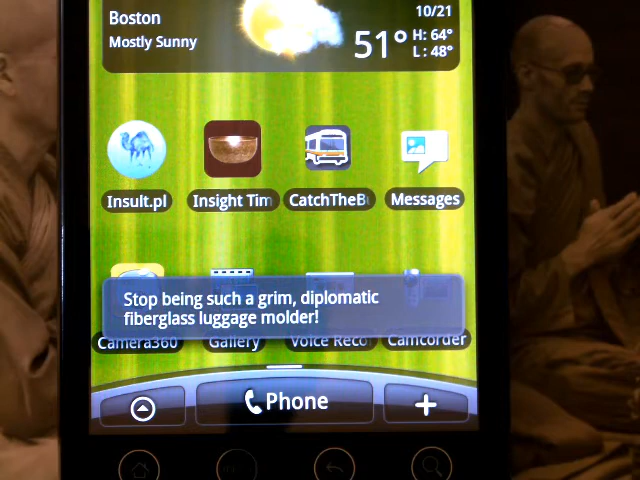 Boston
10/21
Mostly Sunny
51° H: 64°
L: 48°
Insult.pl
Insight Tim
CatchTheB
Messages
Stop being such a grim, diplomatic
fiberglass luggage molder!
Camera360
Gallery
Voice Reco
Camcorder
Phone